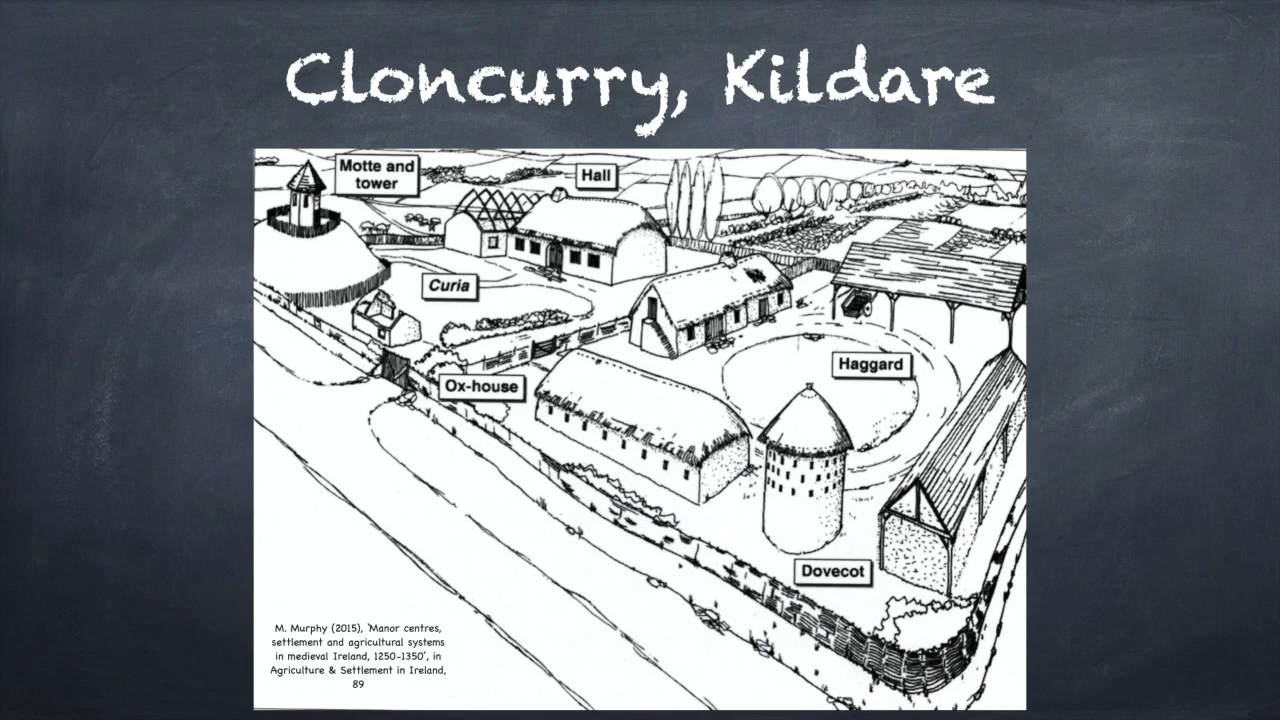 Cloncurry, Kildare
Motte and
tower
Hall
Curia
Ox-house
Haggard
Dovecot
M. Murphy (2015), 'Manor centres,
settlement and agricultural systems
in medieval Ireland, 1250-1350', in
Agriculture & Settlement in Ireland,
89